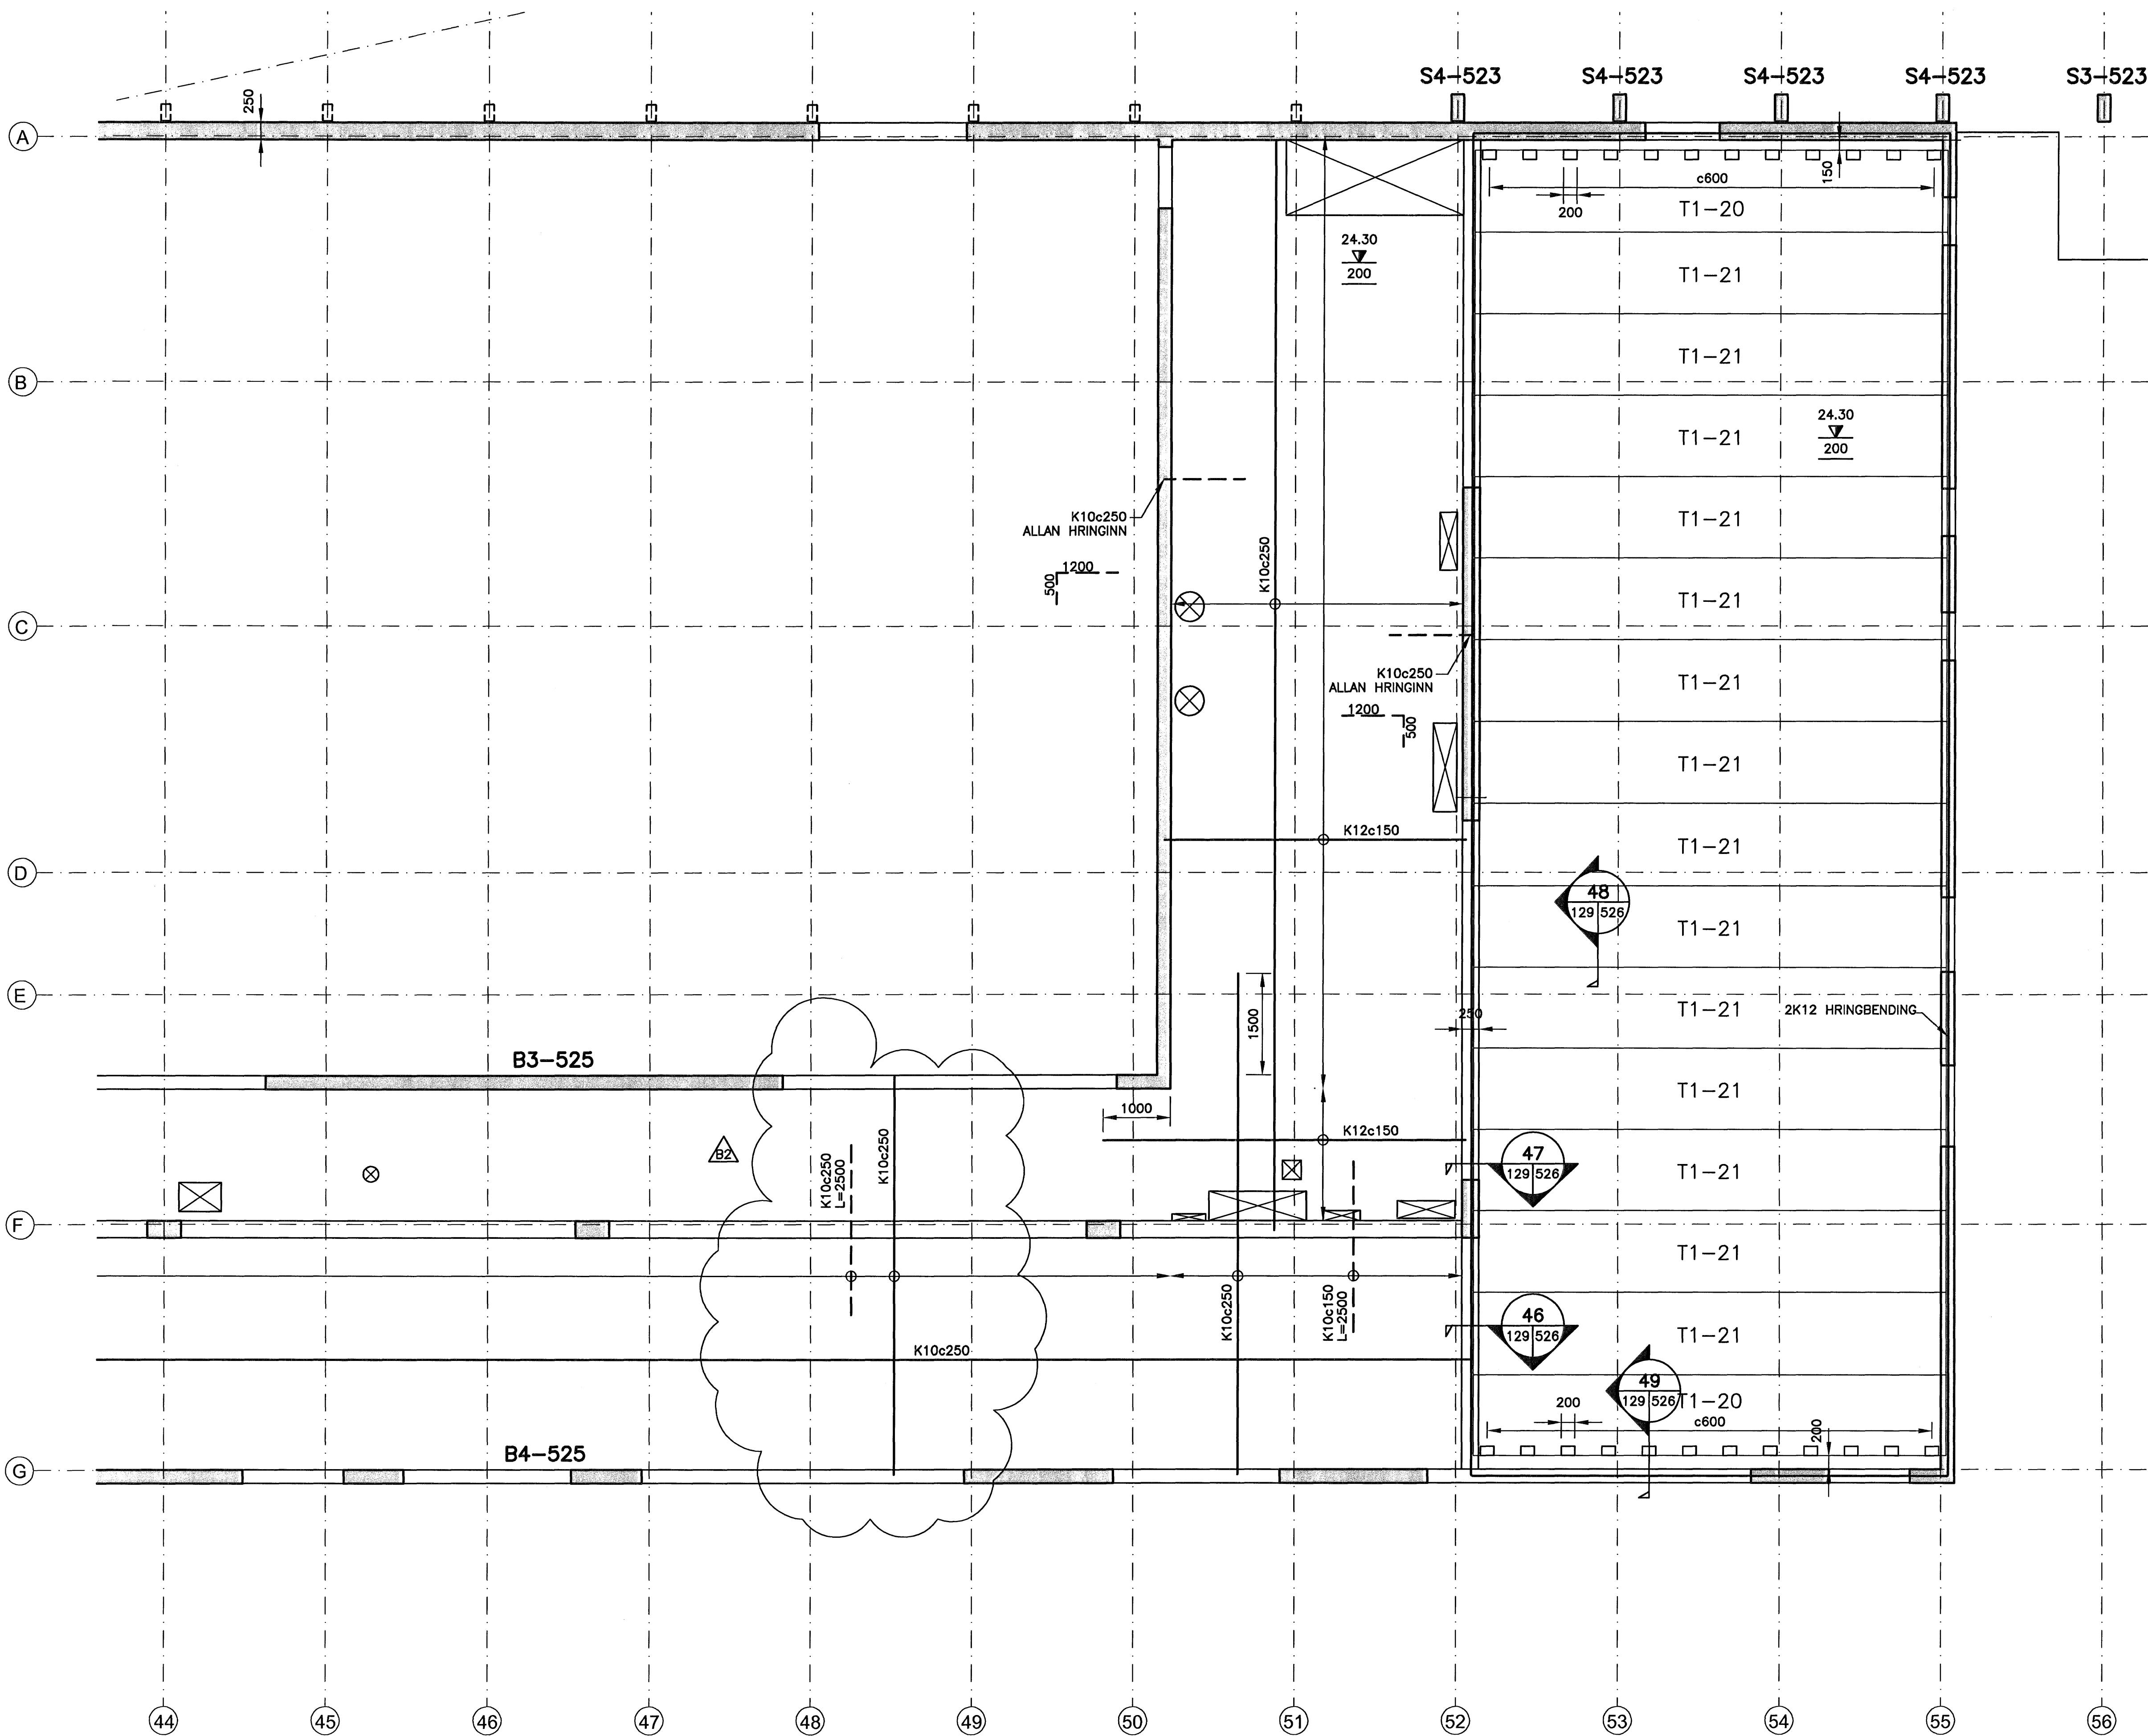 S4-523
S4-523
S4-523
S4-523
S3-523
250
A
150
c600
200
T1-20
24.30
200
T1-21
T1-21
B
24.30
200
T1-21
K10c250
ALLAN HRINGINN
T1-21
1200
500
K10c250
T1-21
C
K10c250
ALLAN HRINGINN
1200
500
T1-21
T1-21
K12c150
T1-21
D
48
129 526
T1-21
E
250
T1-21
2K12 HRINGBENDING
1500
B3-525
T1-21
1000
K12c150
B2
K10c250
L=2500
K10c250
47
129 526
T1-21
F
T1-21
K10c250
K10c150
L=2500
46
129 526
T1-21
K10c250
49
129 526
T1-20
200
c600
200
B4-525
G
44
45
46
47
48
49
50
51
52
53
54
55
56